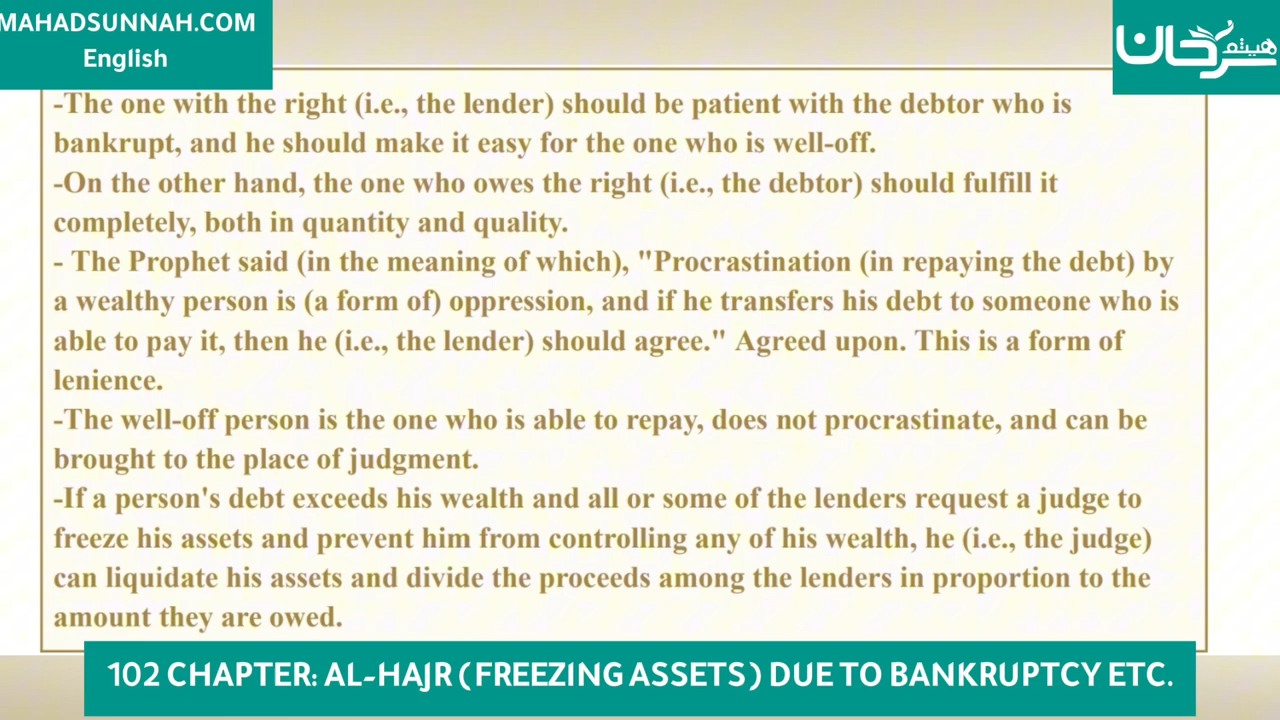 MAHADSUNNAH.COM
English
هيتمي
سرحان
-The one with the right (i.e., the lender) should be patient with the debtor who is
bankrupt, and he should make it easy for the one who is well-off.
-On the other hand, the one who owes the right (i.e., the debtor) should fulfill it
completely, both in quantity and quality.
- The Prophet said (in the meaning of which), "Procrastination (in repaying the debt) by
a wealthy person is (a form of) oppression, and if he transfers his debt to someone who is
able to pay it, then he (i.e., the lender) should agree." Agreed upon. This is a form of
lenience.
-The well-off person is the one who is able to repay, does not procrastinate, and can be
brought to the place of judgment.
-If a person's debt exceeds his wealth and all or some of the lenders request a judge to
freeze his assets and prevent him from controlling any of his wealth, he (i.e., the judge)
can liquidate his assets and divide the proceeds among the lenders in proportion to the
amount they are owed.
102 CHAPTER: AL-HAJR (FREEZING ASSETS) DUE TO BANKRUPTCY ETC.